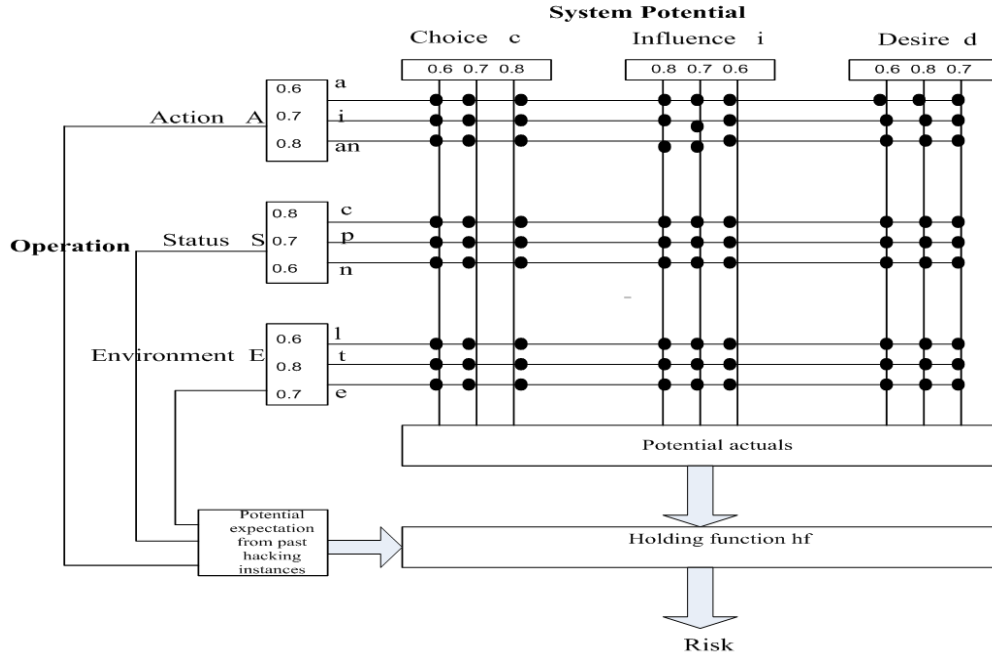 System Potential
Choice c
Influence i
Desire d
0.6 0.7 0.8
0.8 0.7 0.6
0.6 0.8 0.7
Action A
0.6
0.7
0.8
a
i
an
Operation
Status S
0.8
0.7
0.6
c
p
n
Environment E
0.6
0.8
0.7
l
t
e
Potential actuals
Potential
expectation
from past
hacking
instances
Holding function hf
Risk